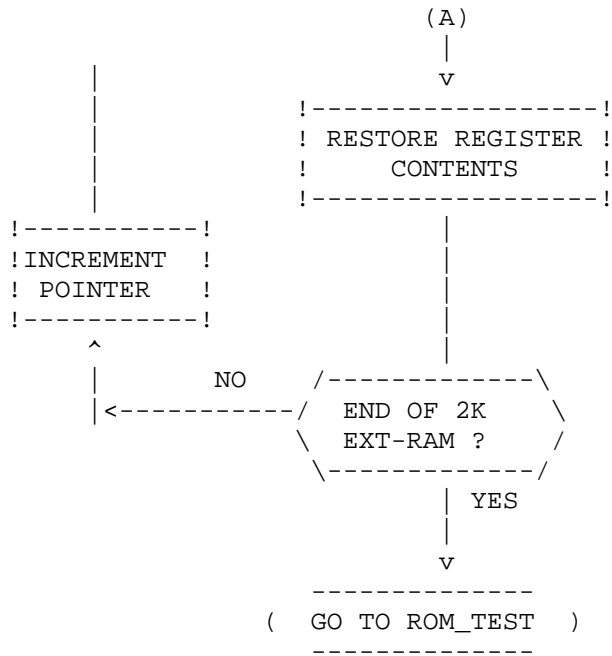 (A)
RESTORE REGISTER
CONTENTS
INCREMENT
POINTER
NO
END OF 2K
EXT-RAM ?
YES
( GO TO ROM_TEST )